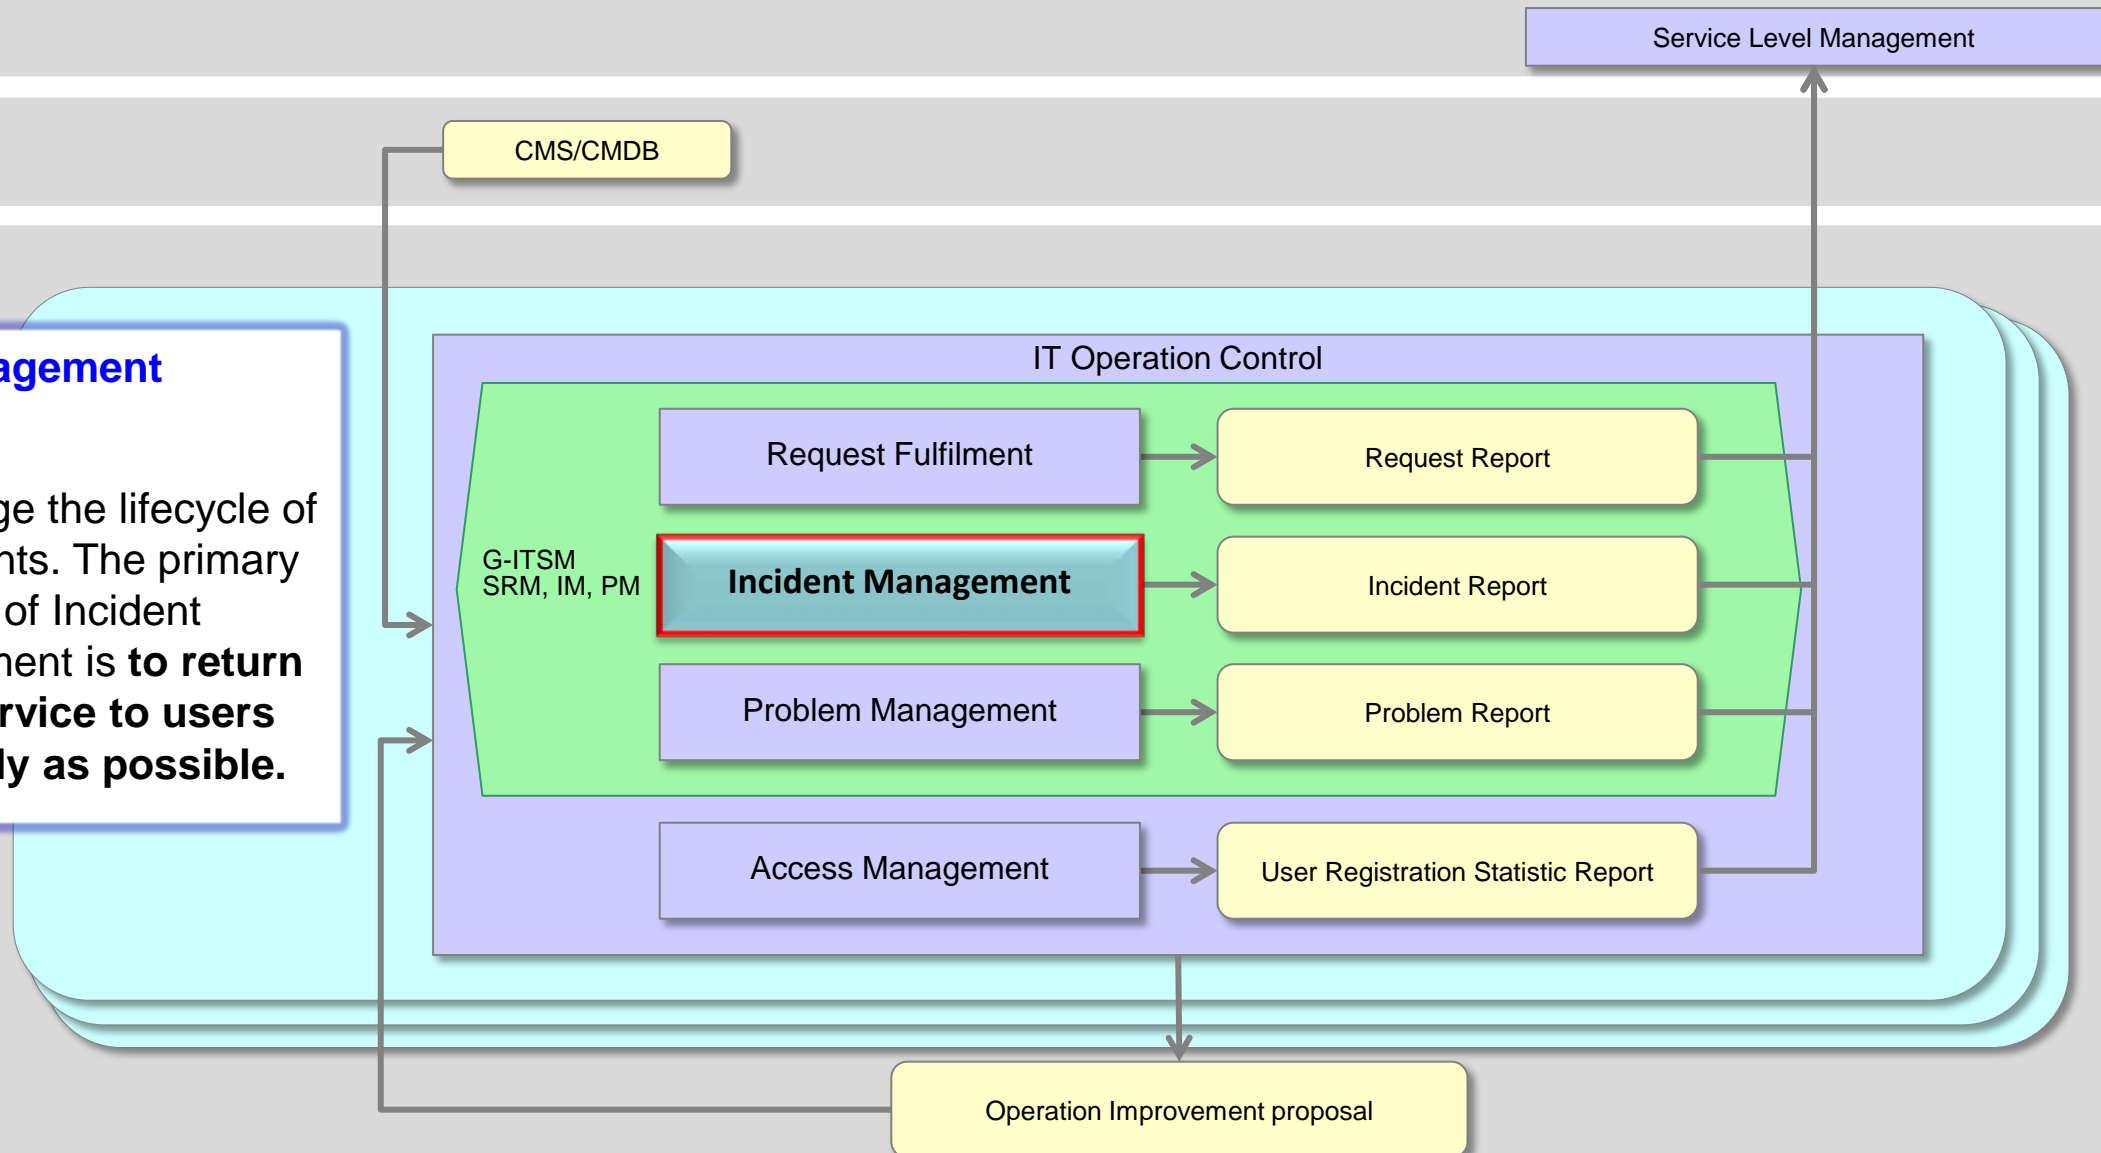 Service Level Management
CMS/CMDB
agement
ge the lifecycle of
nts. The primary
of Incident
ment is to return
rvice to users
ly as possible.
IT Operation Control
G-ITSM
SRM, IM, PM
Request Fulfilment
Request Report
Incident Management
Incident Report
Problem Management
Problem Report
Access Management
User Registration Statistic Report
Operation Improvement proposal